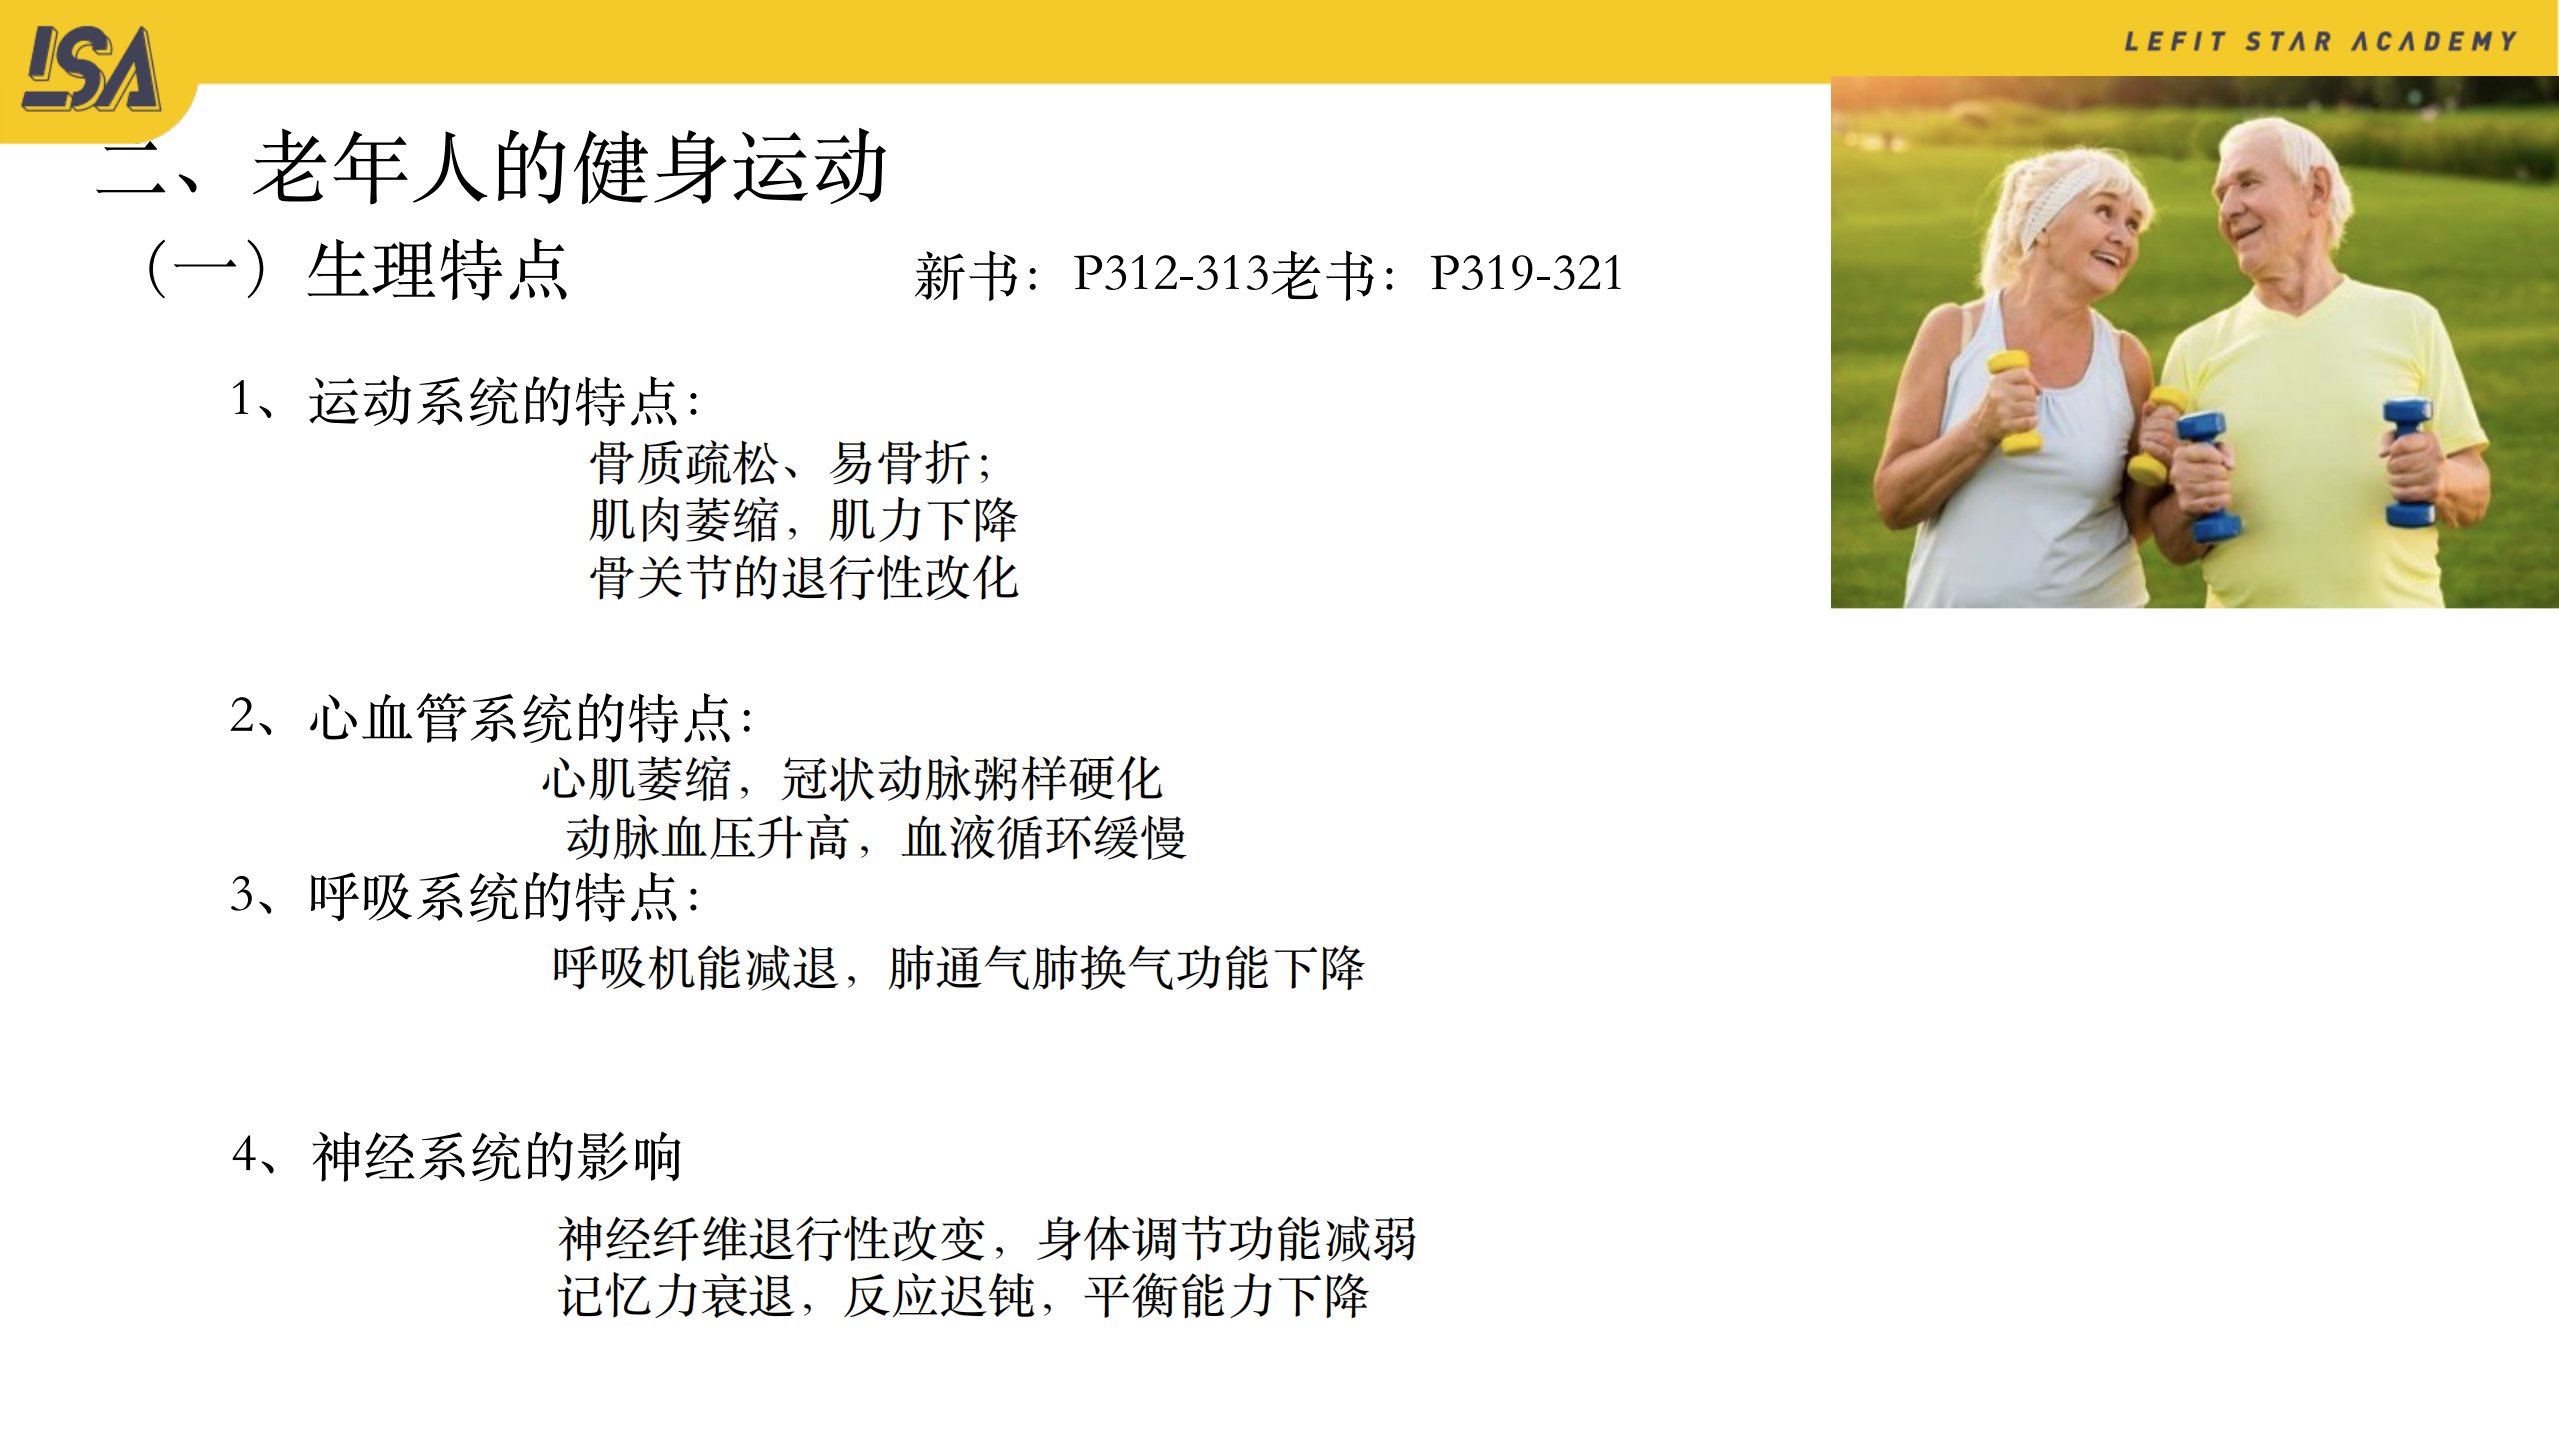 LSA
LEFIT STAR ACADEMY
二、老年人的健身运动
（一）生理特点
新书：P312-313老书：P319-321
1、运动系统的特点：
骨质疏松、易骨折；
肌肉萎缩，肌力下降
骨关节的退行性改化
2、心血管系统的特点：
心肌萎缩，冠状动脉粥样硬化
动脉血压升高，血液循环缓慢
3、呼吸系统的特点：
呼吸机能减退，肺通气肺换气功能下降
4、神经系统的影响
神经纤维退行性改变，身体调节功能减弱
记忆力衰退，反应迟钝，平衡能力下降